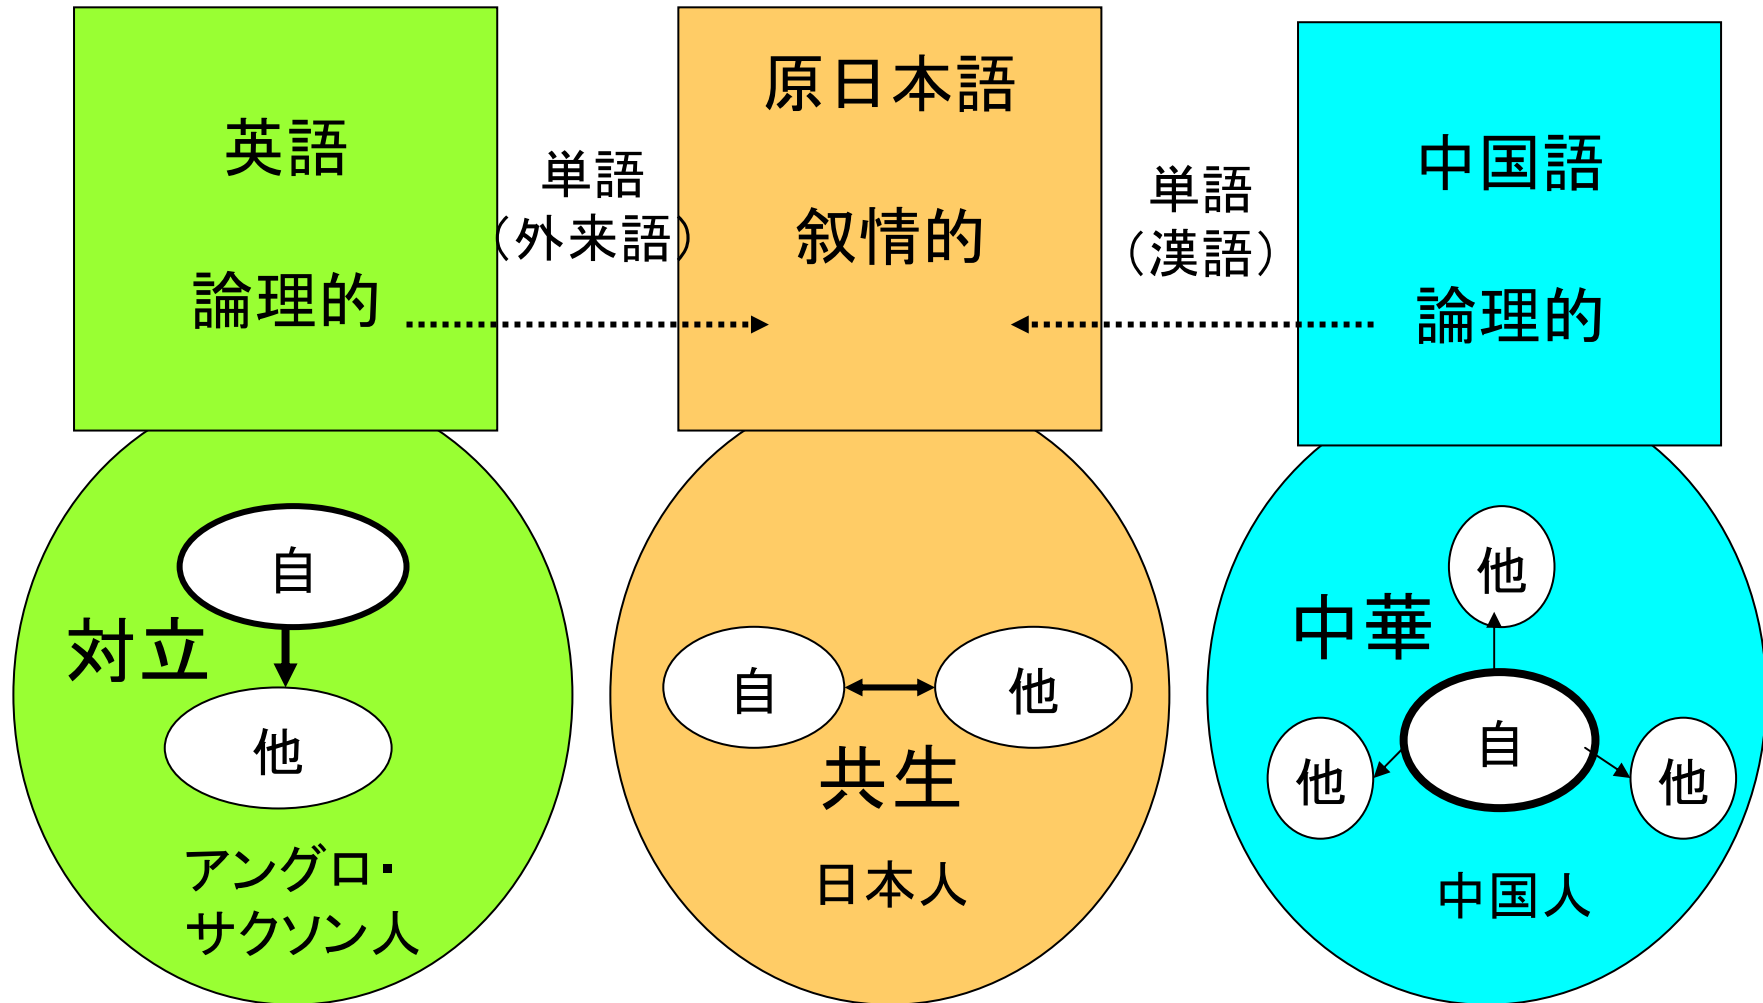 英語
論理的
単語
（外来語）
原日本語
叙情的
単語
（漢語）
中国語
論理的
自
対立
他
アングロ・
サクソン人
自
他
共生
日本人
他
中華
自
他
他
中国人